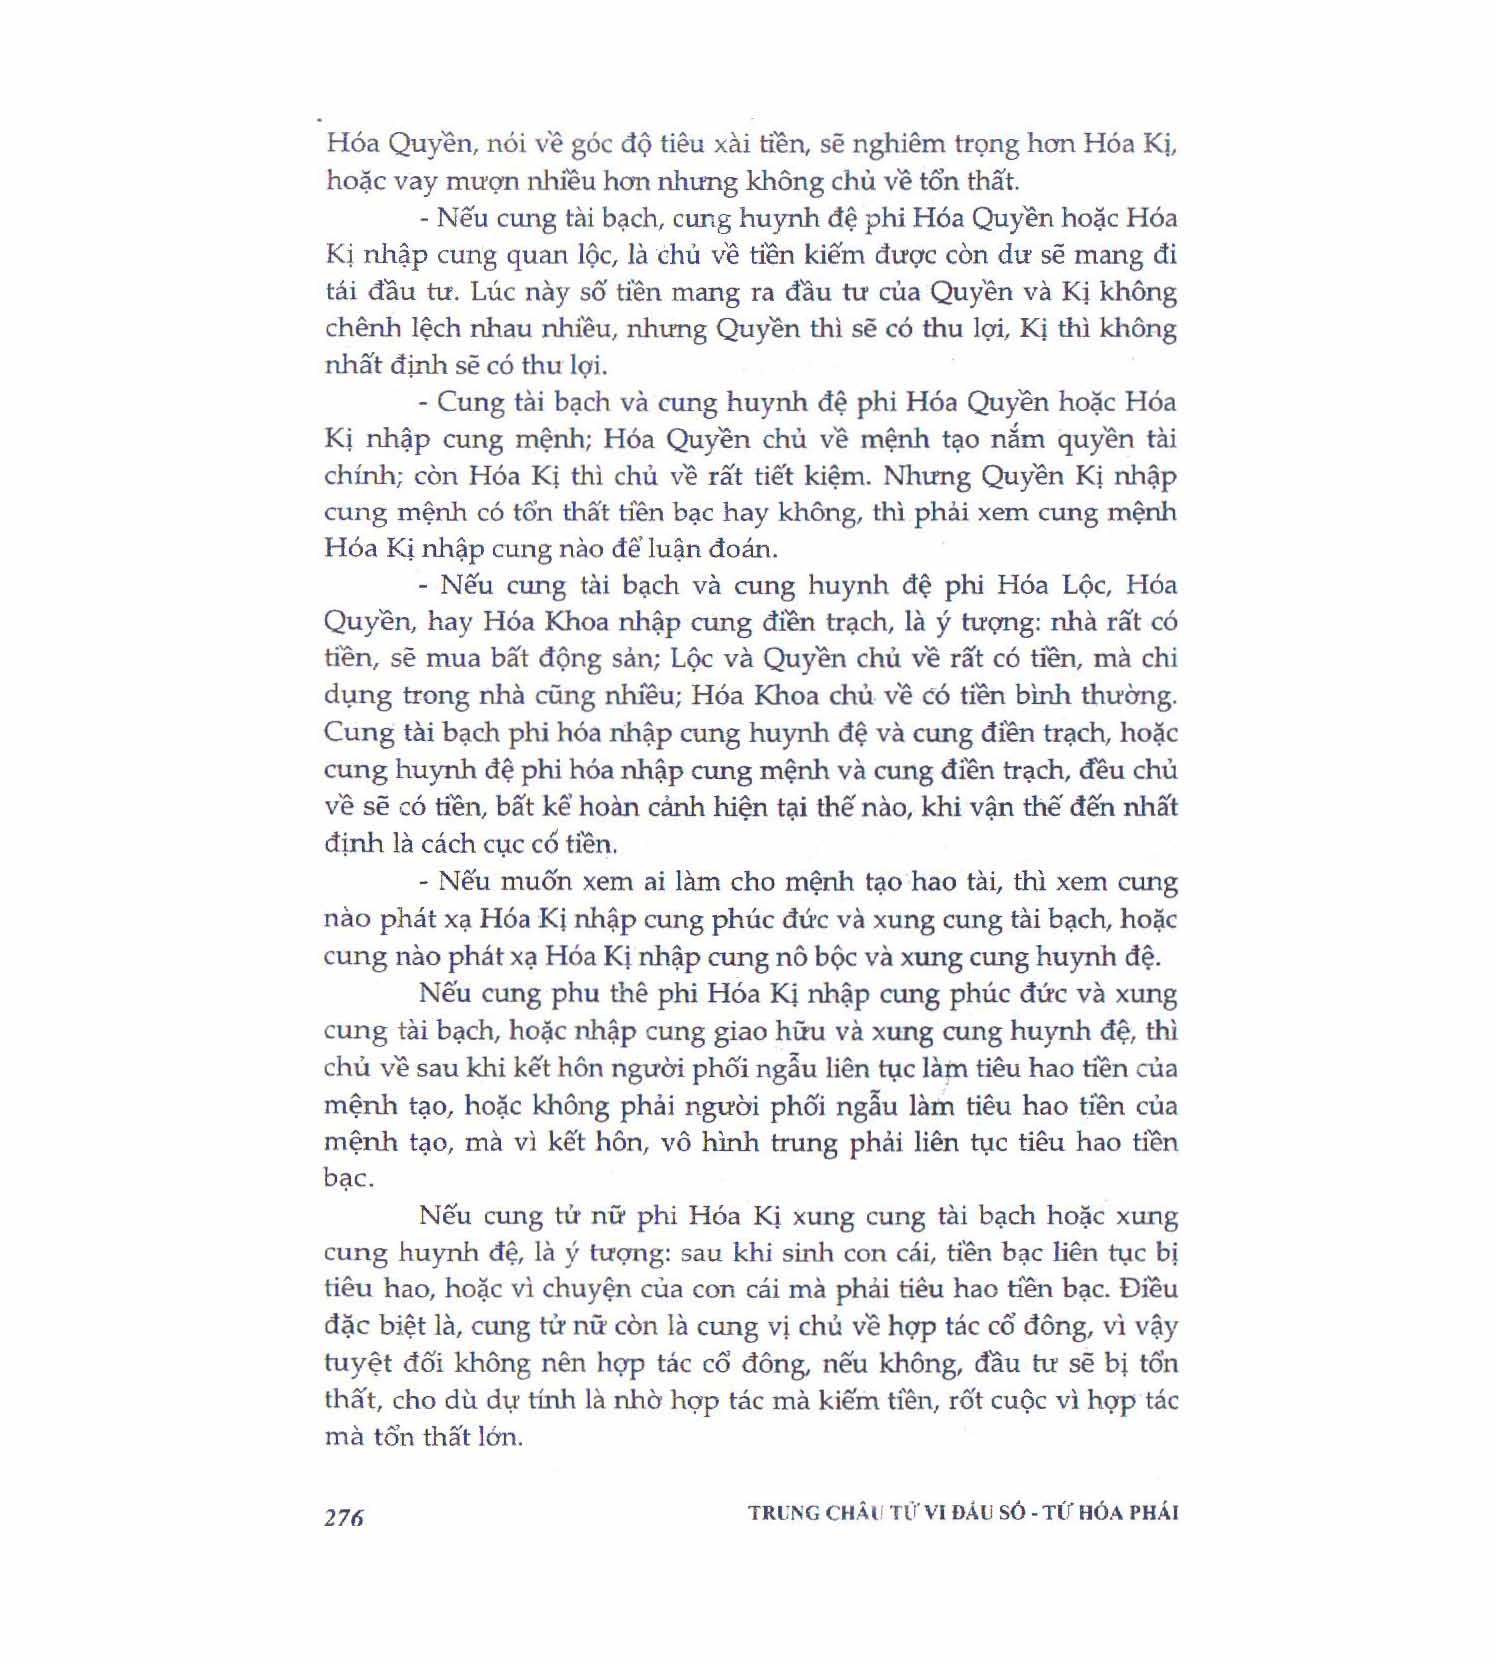 Hóa Quyền, nói về góc độ tiêu xài tiền, sẽ nghiêm trọng hơn Hóa Kị,
hoặc vay mượn nhiều hơn nhưng không chủ về tổn thất.
- Nếu cung tài bạch, cung huynh đệ phi Hóa Quyền hoặc Hóa
Kị nhập cung quan lộc, là chủ về tiền kiếm được còn dư sẽ mang đi
tái đầu tư. Lúc này số tiền mang ra đầu tư của Quyền và Kị không
chênh lệch nhau nhiều, nhưng Quyền thì sẽ có thu lợi, Kị thì không
nhất định sẽ có thu lợi.
- Cung tài bạch và cung huynh đệ phi Hóa Quyền hoặc Hóa
Kị nhập cung mệnh; Hóa Quyền chủ về mệnh tạo nắm quyền tài
chính; còn Hóa Kị thì chủ về rất tiết kiệm. Nhưng Quyền Kị nhập
cung mệnh có tổn thất tiền bạc hay không, thì phải xem cung mệnh
Hóa Kị nhập cung nào để luận đoán.
- Nếu cung tài bạch và cung huynh đệ phi Hóa Lộc, Hóa
Quyền, hay Hóa Khoa nhập cung điền trạch, là ý tượng: nhà rất có
tiền, sẽ mua bất động sản; Lộc và Quyền chủ về rất có tiền, mà chi
dụng trong nhà cũng nhiều; Hóa Khoa chủ về có tiền bình thường.
Cung tài bạch phi hóa nhập cung huynh đệ và cung điền trạch, hoặc
cung huynh đệ phi hóa nhập cung mệnh và cung điền trạch, đều chủ
về sẽ có tiền, bất kể hoàn cảnh hiện tại thế nào, khi vận thế đến nhất
định là cách cục cố tiền.
- Nếu muốn xem ai làm cho mệnh tạo hao tài, thì xem cung
nào phát xạ Hóa Kị nhập cung phúc đức và xung cung tài bạch, hoặc
cung nào phát xạ Hóa Kị nhập cung nô bộc và xung cung huynh đệ.
Nếu cung phu thê phi Hóa Kị nhập cung phúc đức và xung
cung tài bạch, hoặc nhập cung giao hữu và xung cung huynh đệ, thì
chủ về sau khi kết hôn người phối ngẫu liên tục làm tiêu hao tiền của
mệnh tạo, hoặc không phải người phối ngẫu làm tiêu hao tiền của
mệnh tạo, mà vì kết hôn, vô hình trung phải liên tục tiêu hao tiền
bạc.
Nếu cung tử nữ phi Hóa Kị xung cung tài bạch hoặc xung
cung huynh đệ, là ý tượng: sau khi sinh con cái, tiền bạc liên tục bị
tiêu hao, hoặc vì chuyện của con cái mà phải tiêu hao tiền bạc. Điều
đặc biệt là, cung tử nữ còn là cung vị chủ về hợp tác cổ đông, vì vậy
tuyệt đối không nên hợp tác cổ đông, nếu không, đầu tư sẽ bị tổn
thất, cho dù dự tính là nhờ hợp tác mà kiếm tiền, rốt cuộc vì hợp tác
mà tổn thất lớn.
276
TRUNG CHÂU TỬ VI ĐẨU SỐ - TỨ HÓA PHÁI